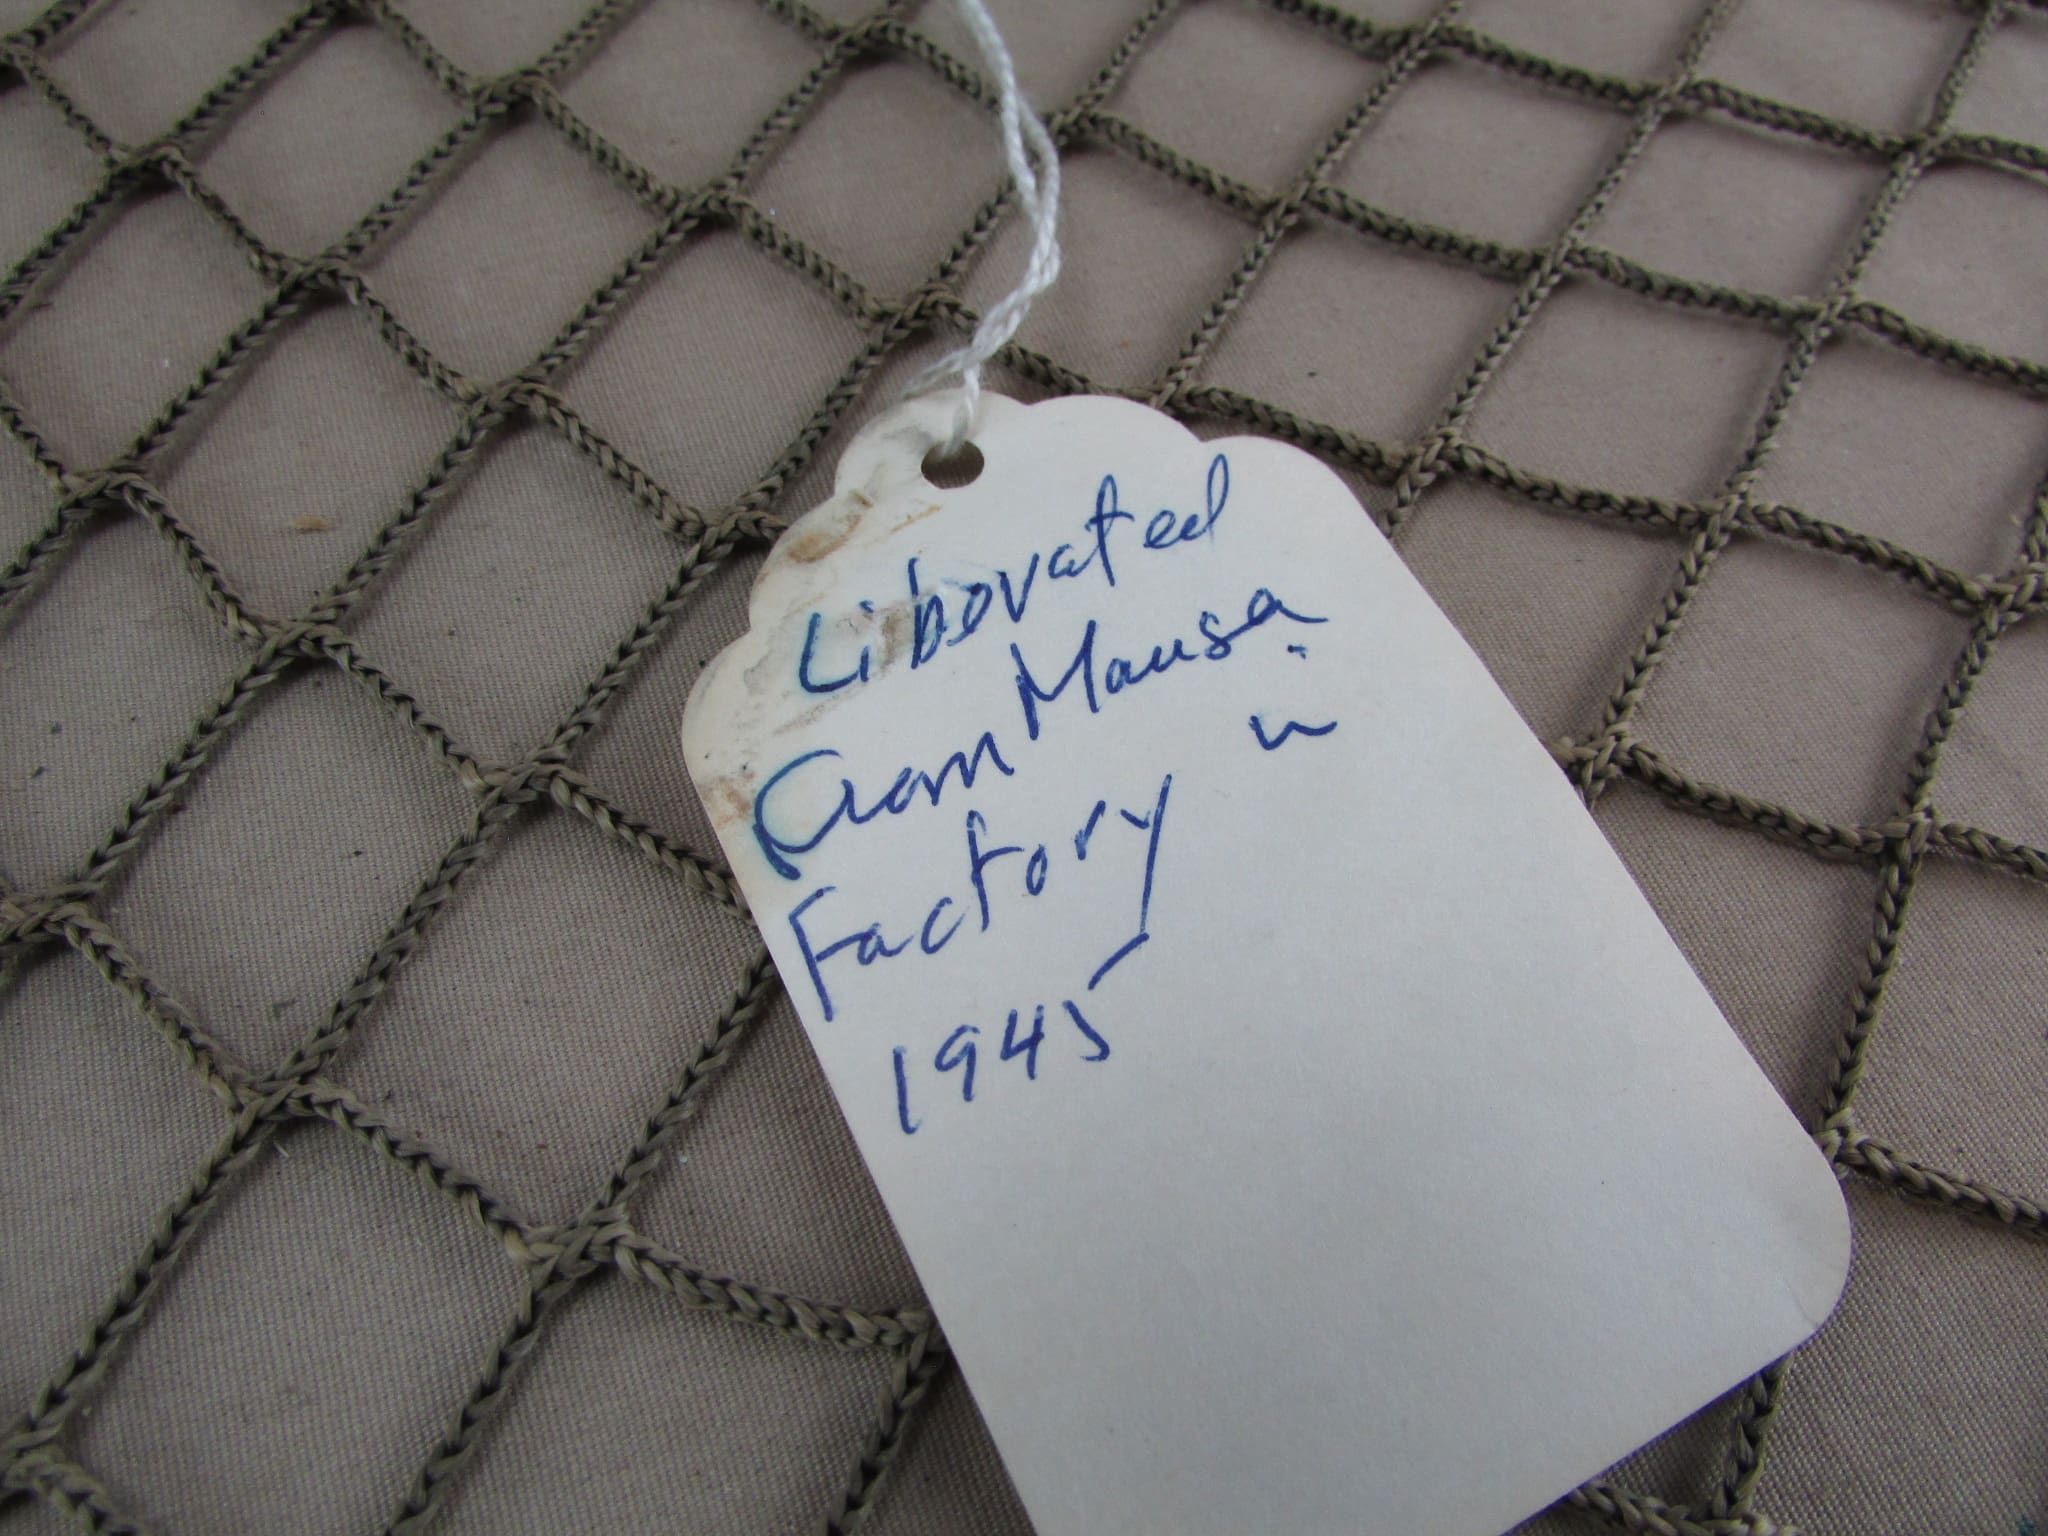 Liberated
From Mausa
Factory
1945